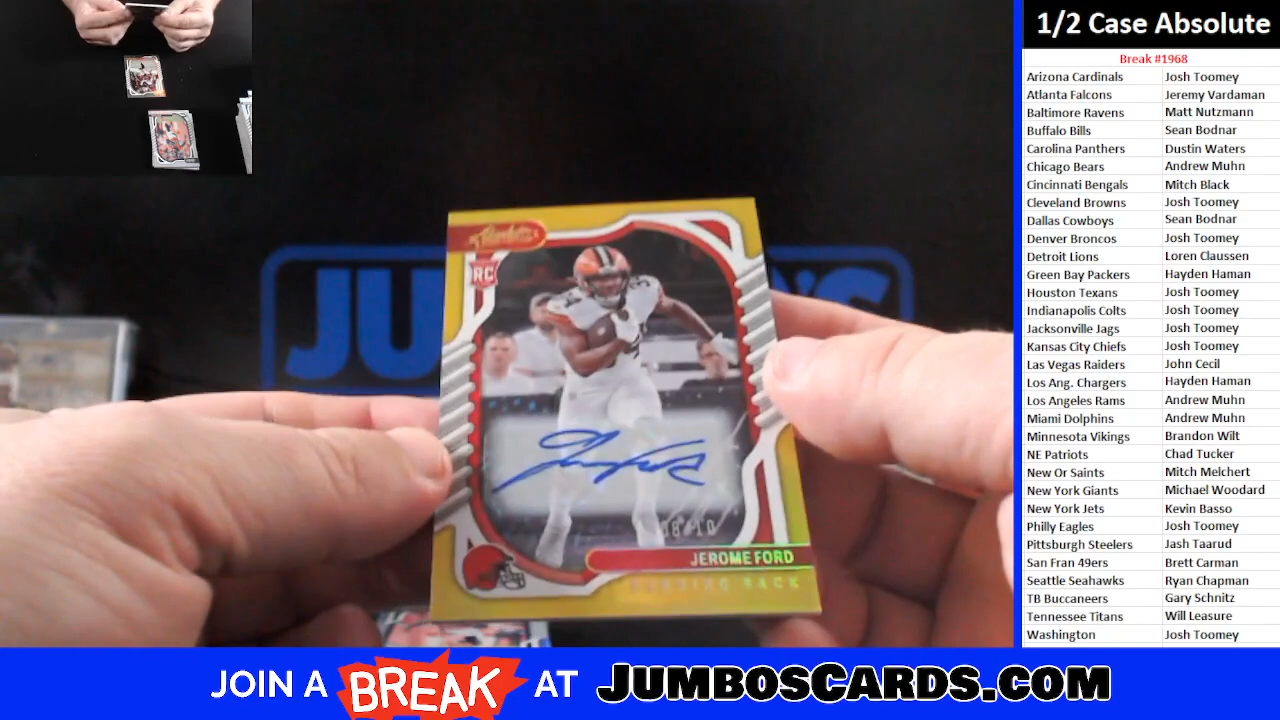 1/2 Case Absolute
Break #1968
Arizona Cardinals Josh Toomey
Atlanta Falcons Jeremy Vardaman
Baltimore Ravens Matt Nutzmann
Buffalo Bills Sean Bodnar
Carolina Panthers Dustin Waters
Chicago Bears Andrew Muhn
Cincinnati Bengals Mitch Black
Cleveland Browns Josh Toomey
Dallas Cowboys Sean Bodnar
Denver Broncos Josh Toomey
Detroit Lions Loren Claussen
Green Bay Packers Hayden Haman
Houston Texans Josh Toomey
Indianapolis Colts Josh Toomey
Jacksonville Jags Josh Toomey
Kansas City Chiefs Josh Toomey
Las Vegas Raiders John Cecil
Los Ang. Chargers Hayden Haman
Los Angeles Rams Andrew Muhn
Miami Dolphins Andrew Muhn
Minnesota Vikings Brandon Wilt
NE Patriots Chad Tucker
New Or Saints Mitch Melchert
New York Giants Michael Woodard
New York Jets Kevin Basso
Philly Eagles Josh Toomey
Pittsburgh Steelers Jash Taarud
San Fran 49ers Brett Carman
Seattle Seahawks Ryan Chapman
TB Buccaneers Gary Schnitz
Tennessee Titans Will Leasure
Washington Josh Toomey
Absolute
RC
34
08/10
JEROME FORD
RUNNING BACK
JOIN A BREAK AT JUMBOSCARDS.COM